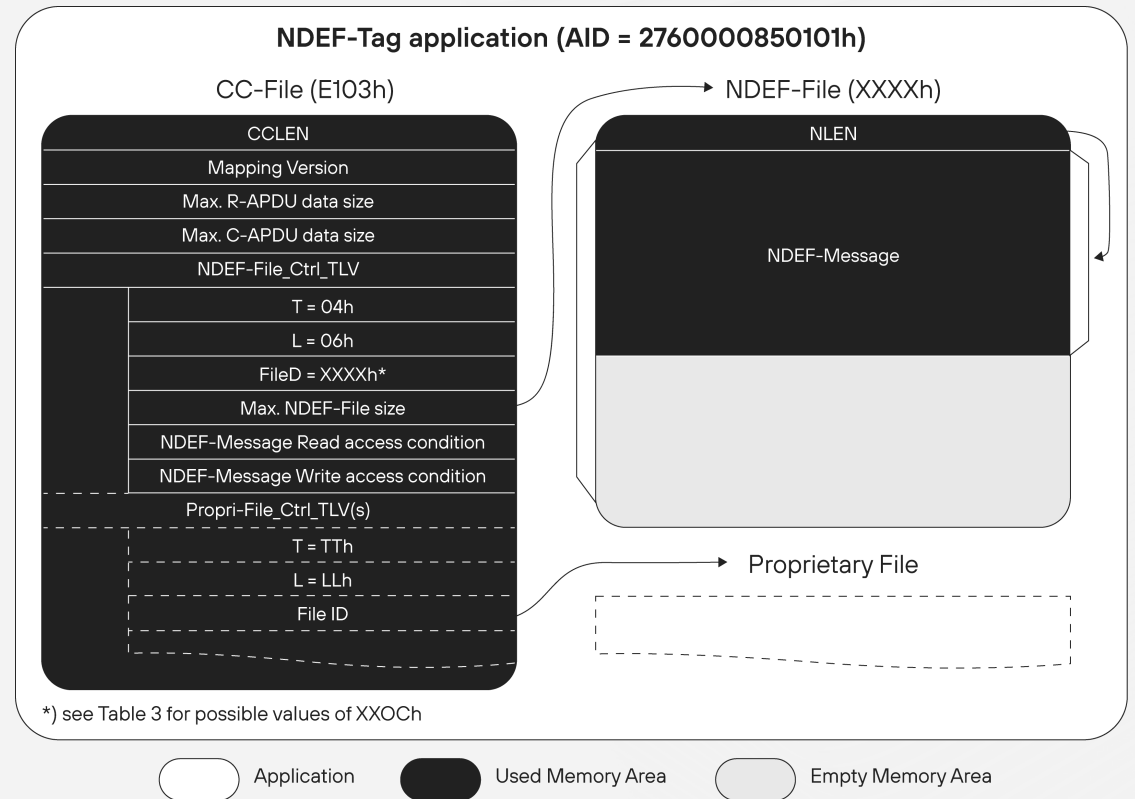 NDEF-Tag application (AID = 2760000850101h)
CC-File (E103h)
CCLEN
Mapping Version
Max. R-APDU data size
Max. C-APDU data size
NDEF-File_Ctrl_TLV
T = 04h
L = 06h
FileD = XXXXh*
Max. NDEF-File size
NDEF-Message Read access condition
NDEF-Message Write access condition
Propri-File_Ctrl_TLV(s)
T = TTh
L = LLh
File ID
NDEF-File (XXXXh)
NLEN
NDEF-Message
Proprietary File
*) see Table 3 for possible values of XXOCh
Application
Used Memory Area
Empty Memory Area